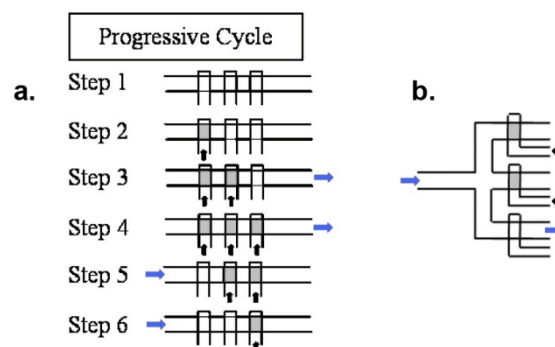 Progressive Cycle
a.
Step 1
Step 2
Step 3
Step 4
Step 5
Step 6
b.